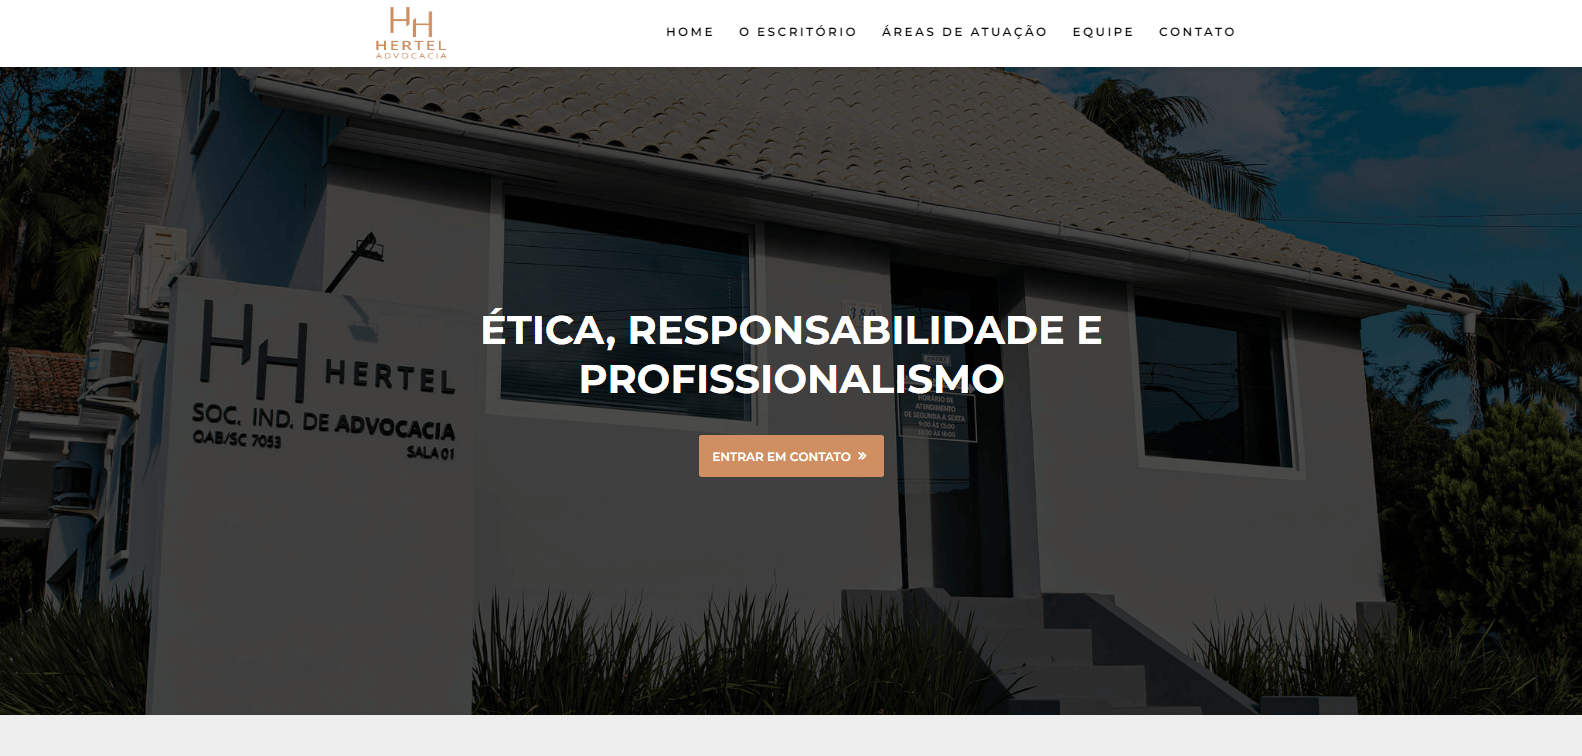 HH
HERTEL
ADVOCACIA
HOME O ESCRITÓRIO ÁREAS DE ATUAÇÃO EQUIPE CONTATO
380
ÉTICA, RESPONSABILIDADE E
PROFISSIONALISMO
ENTRAR EM CONTATO »
HH HERTEL
SOC. IND. DE ADVOCACIA
OAB/SC 7053
SALA 01
HORÁRIO DE
ATENDIMENTO
DE SEGUNDA A SEXTA
9:00 ÀS 12:00
13:30 ÀS 18:00